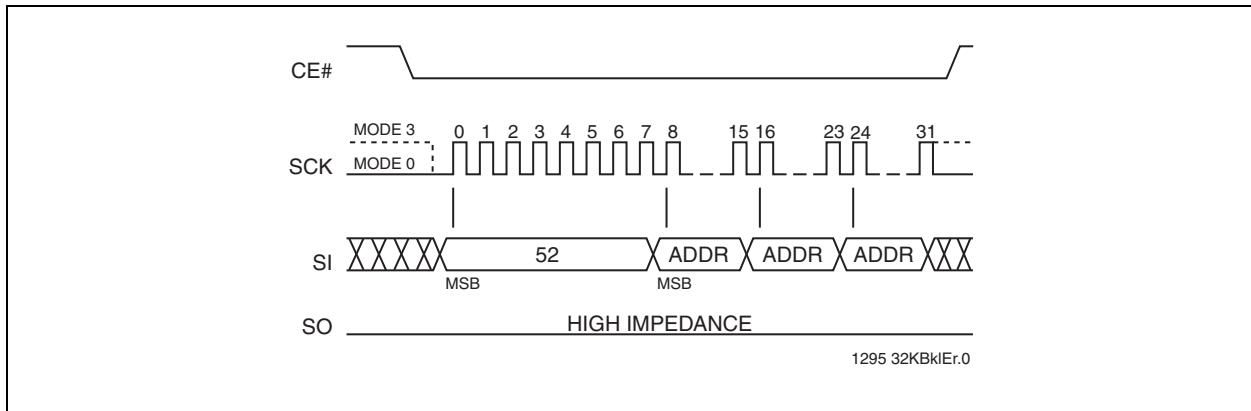 CE#
MODE 3
0 1 2 3 4 5 6 7 8 15 16 23 24 31
SCK
MODE 0
SI
52
ADDR
ADDR
ADDR
MSB
MSB
SO
HIGH IMPEDANCE
1295 32KBklEr.0